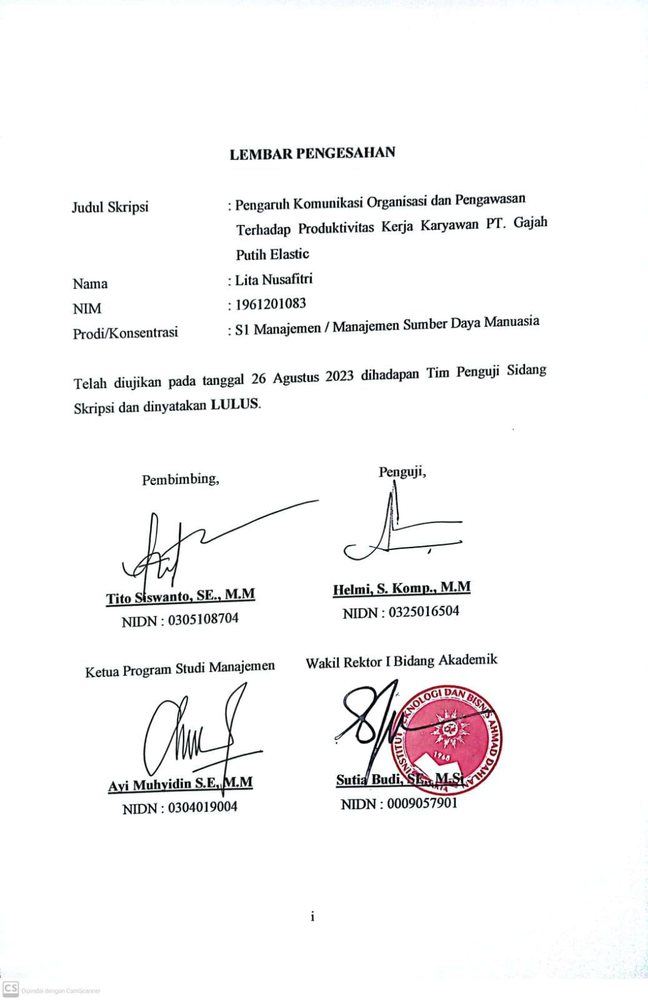 LEMBAR PENGESAHAN
Judul Skripsi : Pengaruh Komunikasi Organisasi dan Pengawasan
Terhadap Produktivitas Kerja Karyawan PT. Gajah
Putih Elastic
Nama : Lita Nusafitri
NIM : 1961201083
Prodi/Konsentrasi : S1 Manajemen / Manajemen Sumber Daya Manuasia
Telah diujikan pada tanggal 26 Agustus 2023 dihadapan Tim Penguji Sidang
Skripsi dan dinyatakan LULUS.
Pembimbing, Penguji,
Tito Siswanto, SE., M.M Helmi, S. Komp., M.M
NIDN : 0305108704 NIDN : 0325016504
Ketua Program Studi Manajemen Wakil Rektor I Bidang Akademik
INSTITUT TEKNOLOGI DAN BISNIS AHMAD DAHLAN
1968
Ayi Muhyidin S.E, M.M Sutia Budi, SE., M.Si
NIDN : 0304019004 NIDN : 0009057901
i
CS Dipindai dengan CamScanner